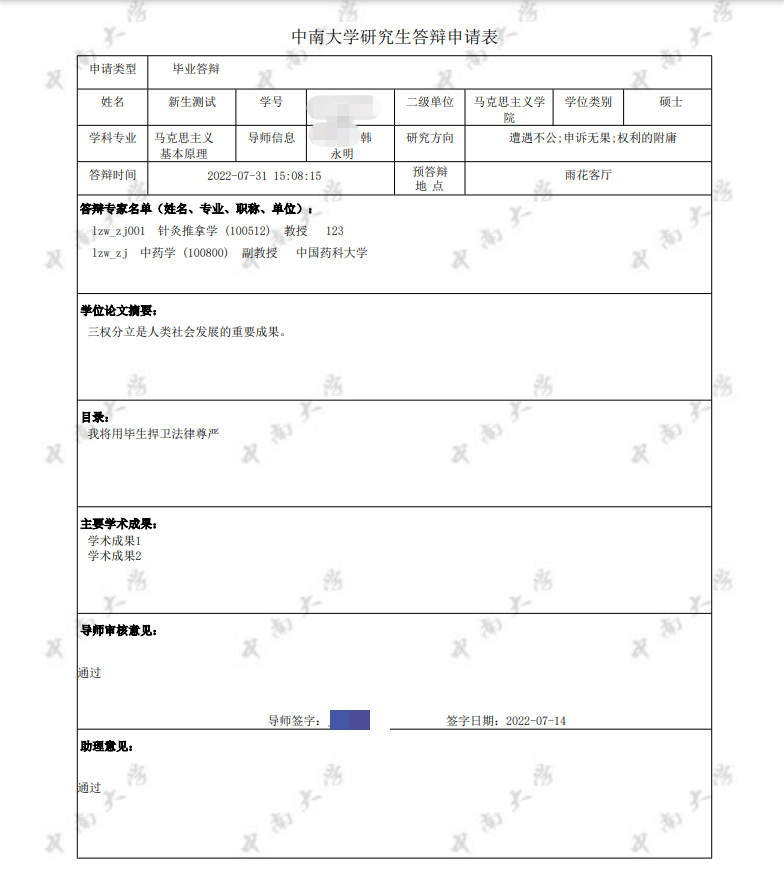 中南大学研究生答辩申请表
申请类型 毕业答辩
姓名 新生测试 学号 二级单位 马克思主义学院 学位类别 硕士
学科专业 马克思主义基本原理 导师信息 韩永明 研究方向 遭遇不公;申诉无果;权利的附庸
答辩时间 2022-07-31 15:08:15 预答辩地 点 雨花客厅
答辩专家名单（姓名、专业、职称、单位）：
lzw_zj001 针灸推拿学 (100512) 教授 123
lzw_zj 中药学 (100800) 副教授 中国药科大学
学位论文摘要：
三权分立是人类社会发展的重要成果。
目录：
我将用毕生捍卫法律尊严
主要学术成果：
学术成果1
学术成果2
导师审核意见：
通过
导师签字： 签字日期：2022-07-14
助理意见：
通过